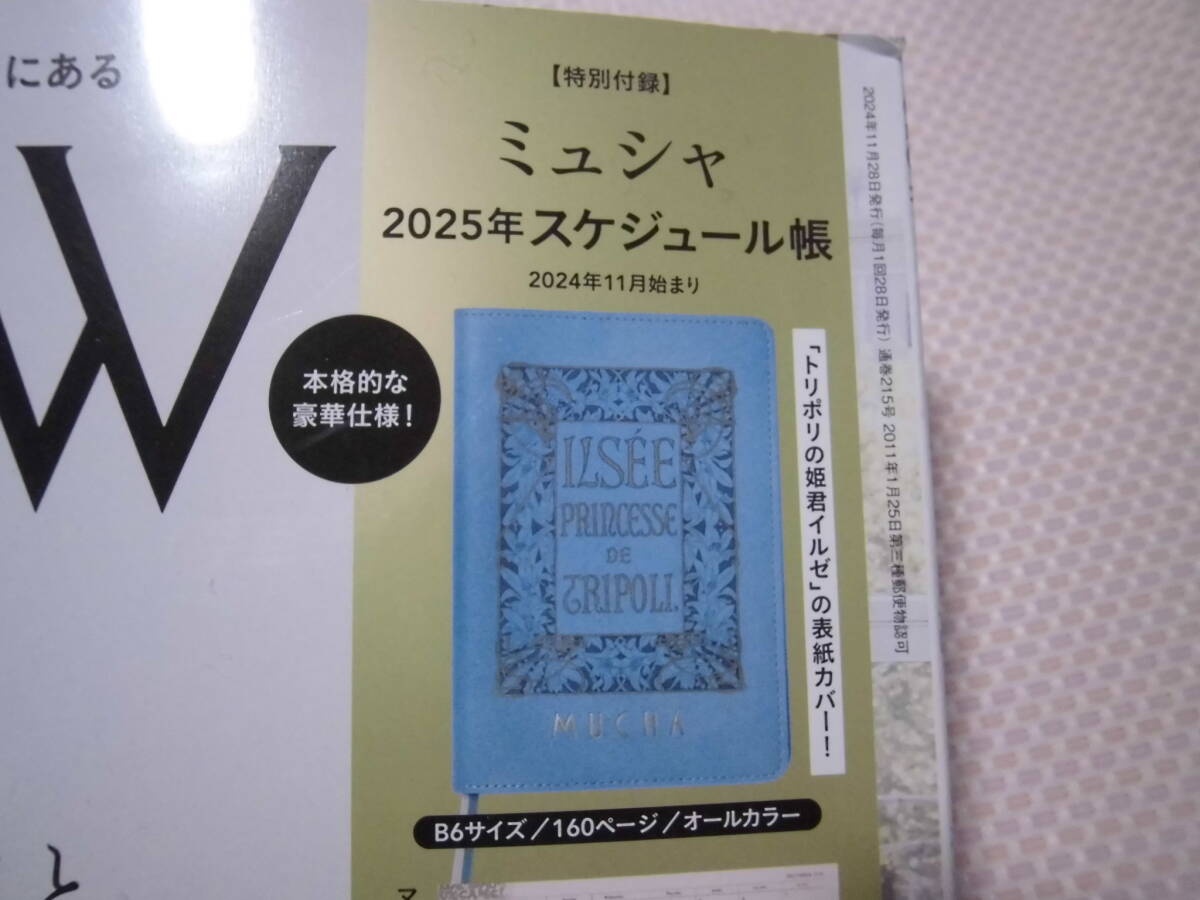 にある
W
【特別付録】
ミュシャ
2025年スケジュール帳
2024年11月始まり
本格的な
豪華仕様!
ILSÉE
PRINCESSE
DE
TRIPOLI.
MUCHA
「トリポリの姫君イルゼ」の表紙カバー!
B6サイズ/160ページ/オールカラー
2024年11月28日発行(毎月1回28日発行) 通巻215号 2011年1月25日第三種郵便物認可
と
マ